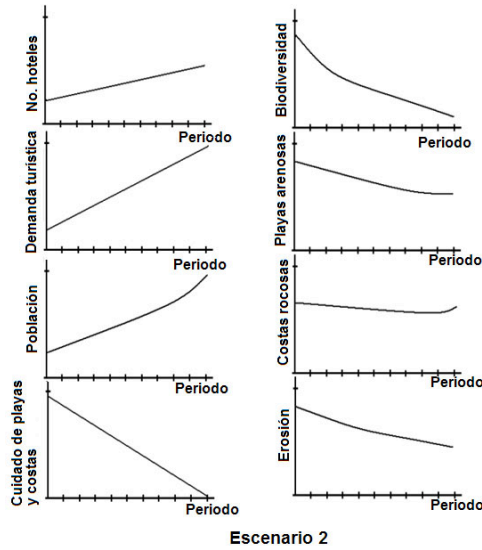 No. hoteles
Periodo
Biodiversidad
Periodo
Demanda turística
Periodo
Playas arenosas
Periodo
Población
Periodo
Costas rocosas
Periodo
Cuidado de playas
y costas
Periodo
Erosión
Periodo
Escenario 2